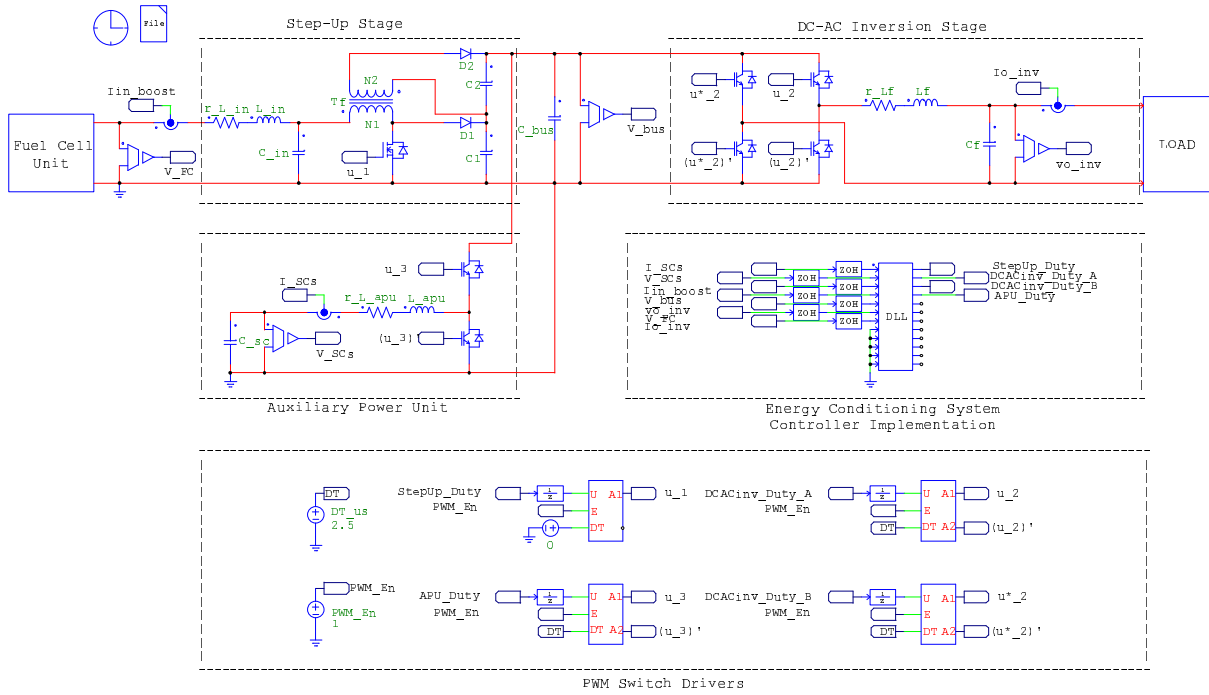 File
Step-Up Stage
DC-AC Inversion Stage
Iin_boost
r_L_in L_in
N2
Tf
N1
D2
C2
D1
C1
C_bus
V_bus
u*_2
u_2
(u*_2)'
(u_2)'
r_Lf
Lf
Io_inv
Cf
vo_inv
LOAD
Fuel Cell
Unit
V_FC
C_in
u_1
u_3
I_SCs
r_L_apu
L_apu
(u_3)'
C_sc
V_SCs
Auxiliary Power Unit
I_SCs
V_SCs
Iin_boost
V_bus
vo_inv
V_FC
Io_inv
ZOH
ZOH
ZOH
ZOH
ZOH
ZOH
ZOH
DLL
StepUp_Duty
DCACinv_Duty_A
DCACinv_Duty_B
APU_Duty
Energy Conditioning System
Controller Implementation
DT
DT_us
2.5
StepUp_Duty
PWM_En
1/z
U A1
E
DT
0
u_1
DCACinv_Duty_A
PWM_En
DT
1/z
U A1
E
DT A2
u_2
(u_2)'
PWM_En
PWM_En
1
APU_Duty
PWM_En
DT
1/z
U A1
E
DT A2
u_3
(u_3)'
DCACinv_Duty_B
PWM_En
DT
1/z
U A1
E
DT A2
u*_2
(u*_2)'
PWM Switch Drivers